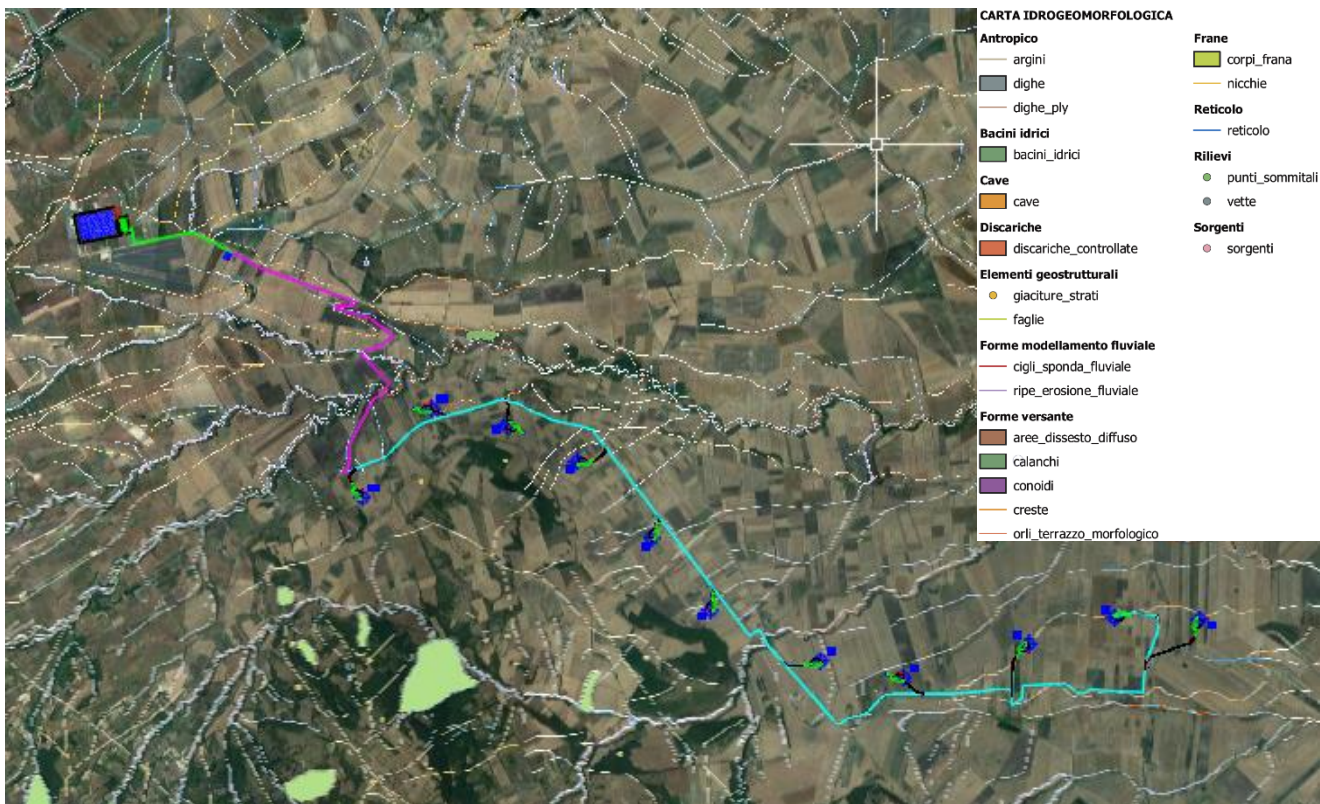 CARTA IDROGEOMORFOLOGICA
Antropico
argini
dighe
dighe_ply
Bacini idrici
bacini_idrici
Cave
cave
Discariche
discariche_controllate
Elementi geostrutturali
giaciture_strati
faglie
Forme modellamento fluviale
cigli_sponda_fluviale
ripe_erosione_fluviale
Forme versante
aree_dissesto_diffuso
calanchi
conoidi
creste
orli_terrazzo_morfologico
Frane
corpi_frana
nicchie
Reticolo
reticolo
Rilievi
punti_sommitali
vette
Sorgenti
sorgenti